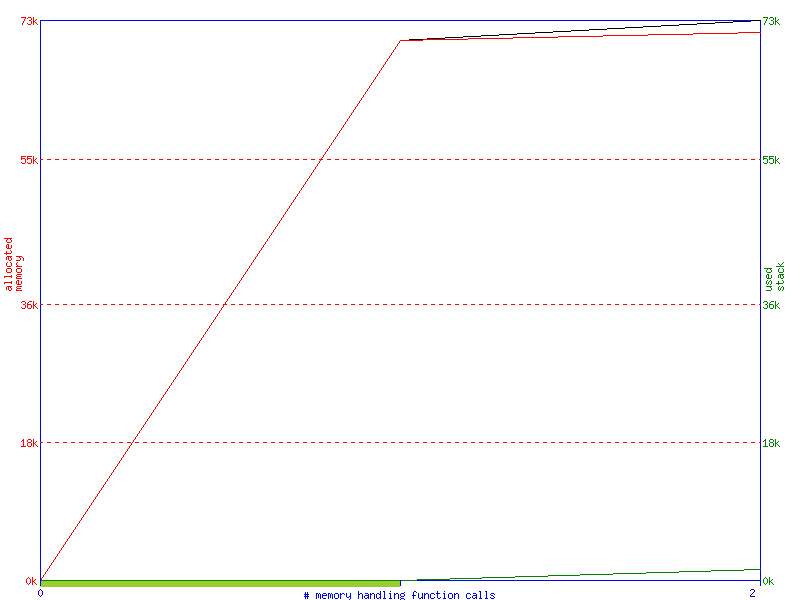 73k
73k
55k
55k
allocated
memory
used
stack
36k
36k
18k
18k
0k
0k
0
# memory handling function calls
2